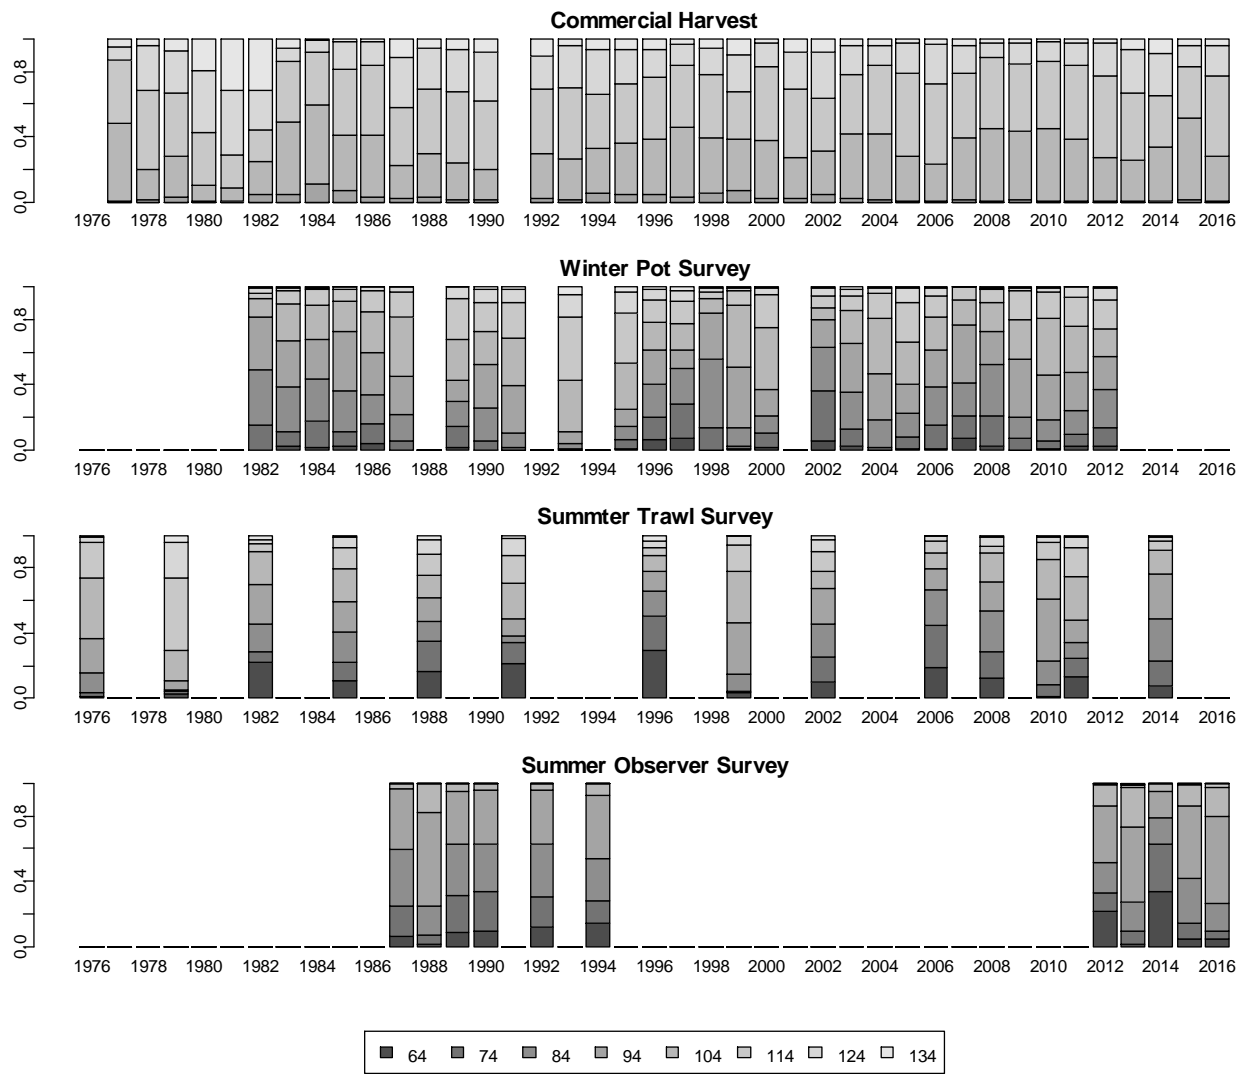 Commercial Harvest
0.0 0.4 0.8
1976 1978 1980 1982 1984 1986 1988 1990 1992 1994 1996 1998 2000 2002 2004 2006 2008 2010 2012 2014 2016
Winter Pot Survey
0.0 0.4 0.8
1976 1978 1980 1982 1984 1986 1988 1990 1992 1994 1996 1998 2000 2002 2004 2006 2008 2010 2012 2014 2016
Summter Trawl Survey
0.0 0.4 0.8
1976 1978 1980 1982 1984 1986 1988 1990 1992 1994 1996 1998 2000 2002 2004 2006 2008 2010 2012 2014 2016
Summer Observer Survey
0.0 0.4 0.8
1976 1978 1980 1982 1984 1986 1988 1990 1992 1994 1996 1998 2000 2002 2004 2006 2008 2010 2012 2014 2016
64 74 84 94 104 114 124 134